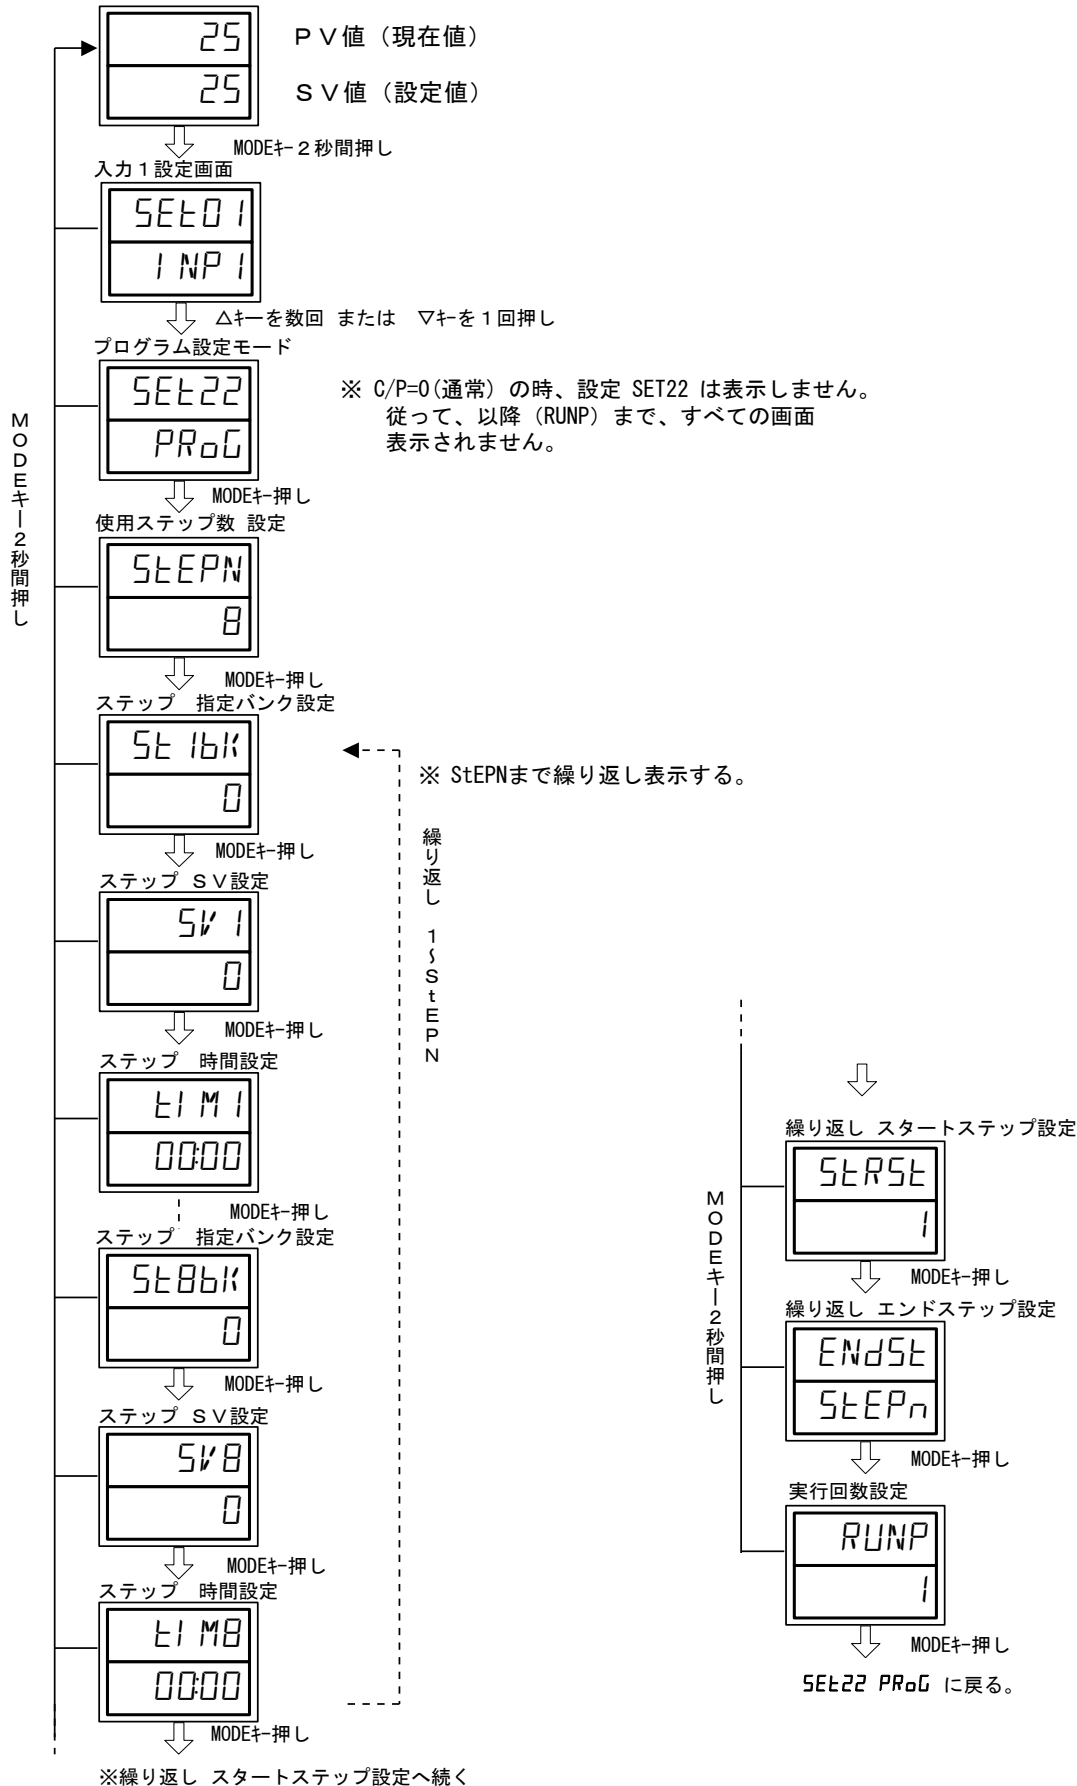 25
PV値（現在値）
25
SV値（設定値）
MODEｷｰ2秒間押し
入力1設定画面
SEt01
INP1
△ｷｰを数回 または ▽ｷｰを1回押し
プログラム設定モード
SEt22
PRoG
※ C/P=0(通常) の時、設定 SET22 は表示しません。
従って、以降（RUNP）まで、すべての画面
表示されません。
MODEキー2秒間押し
MODEｷｰ押し
使用ステップ数 設定
StEPN
8
MODEｷｰ押し
ステップ 指定バンク設定
St1bK
0
※ StEPNまで繰り返し表示する。
MODEｷｰ押し
繰り返し 1～StEPN
ステップ SV設定
SV1
0
MODEｷｰ押し
ステップ 時間設定
tIM1
00:00
MODEｷｰ押し
ステップ 指定バンク設定
St8bK
0
MODEｷｰ押し
ステップ SV設定
SV8
0
MODEｷｰ押し
ステップ 時間設定
tIM8
00:00
MODEｷｰ押し
※繰り返し スタートステップ設定へ続く
繰り返し スタートステップ設定
StRSt
1
MODEキー2秒間押し
MODEｷｰ押し
繰り返し エンドステップ設定
ENdSt
StEPn
MODEｷｰ押し
実行回数設定
RUNP
1
MODEｷｰ押し
SEt22 PRoG に戻る。